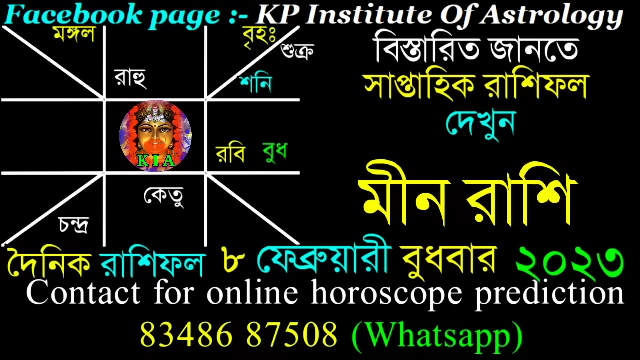 Facebook page :- KP Institute Of Astrology
মঙ্গল
বৃহঃ
শুক্র
রাহু
শনি
KIA
রবি বুধ
কেতু
চন্দ্র
বিস্তারিত জানতে
সাপ্তাহিক রাশিফল
দেখুন
মীন রাশি
দৈনিক রাশিফল ৮ ফেব্রুয়ারী বুধবার ২০২৩
Contact for online horoscope prediction
83486 87508 (Whatsapp)